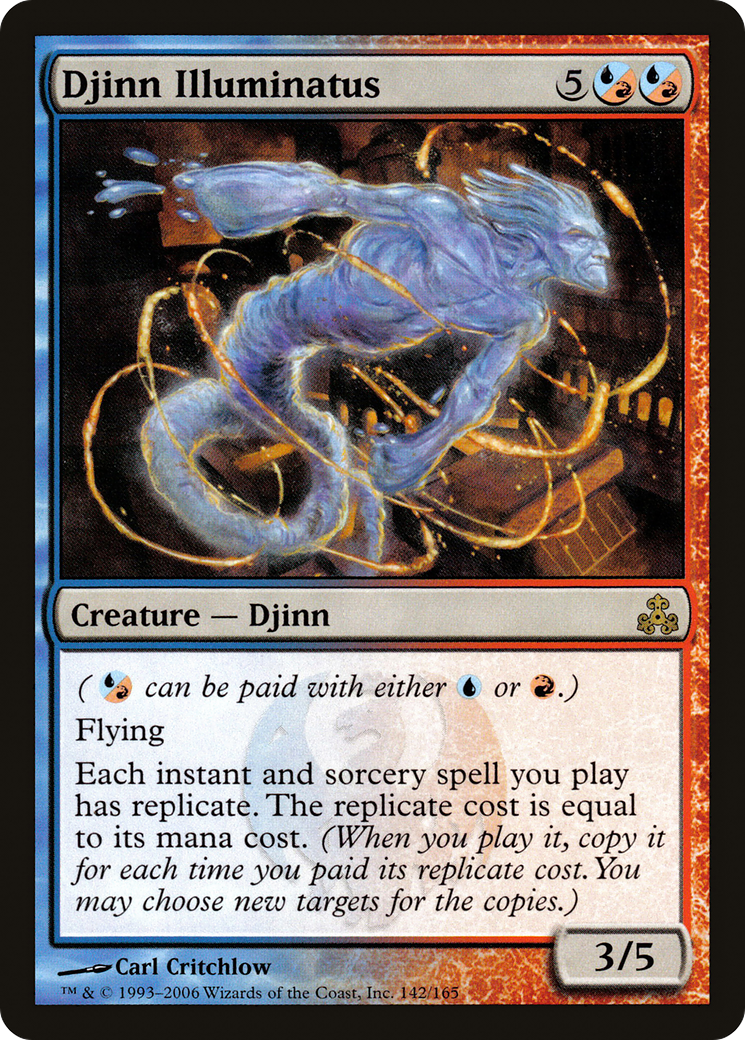 Djinn Illuminatus 5
Creature — Djinn
( can be paid with either or .)
Flying
Each instant and sorcery spell you play
has replicate. The replicate cost is equal
to its mana cost. (When you play it, copy it
for each time you paid its replicate cost. You
may choose new targets for the copies.)
3/5
Carl Critchlow
™ & © 1993–2006 Wizards of the Coast, Inc. 142/165